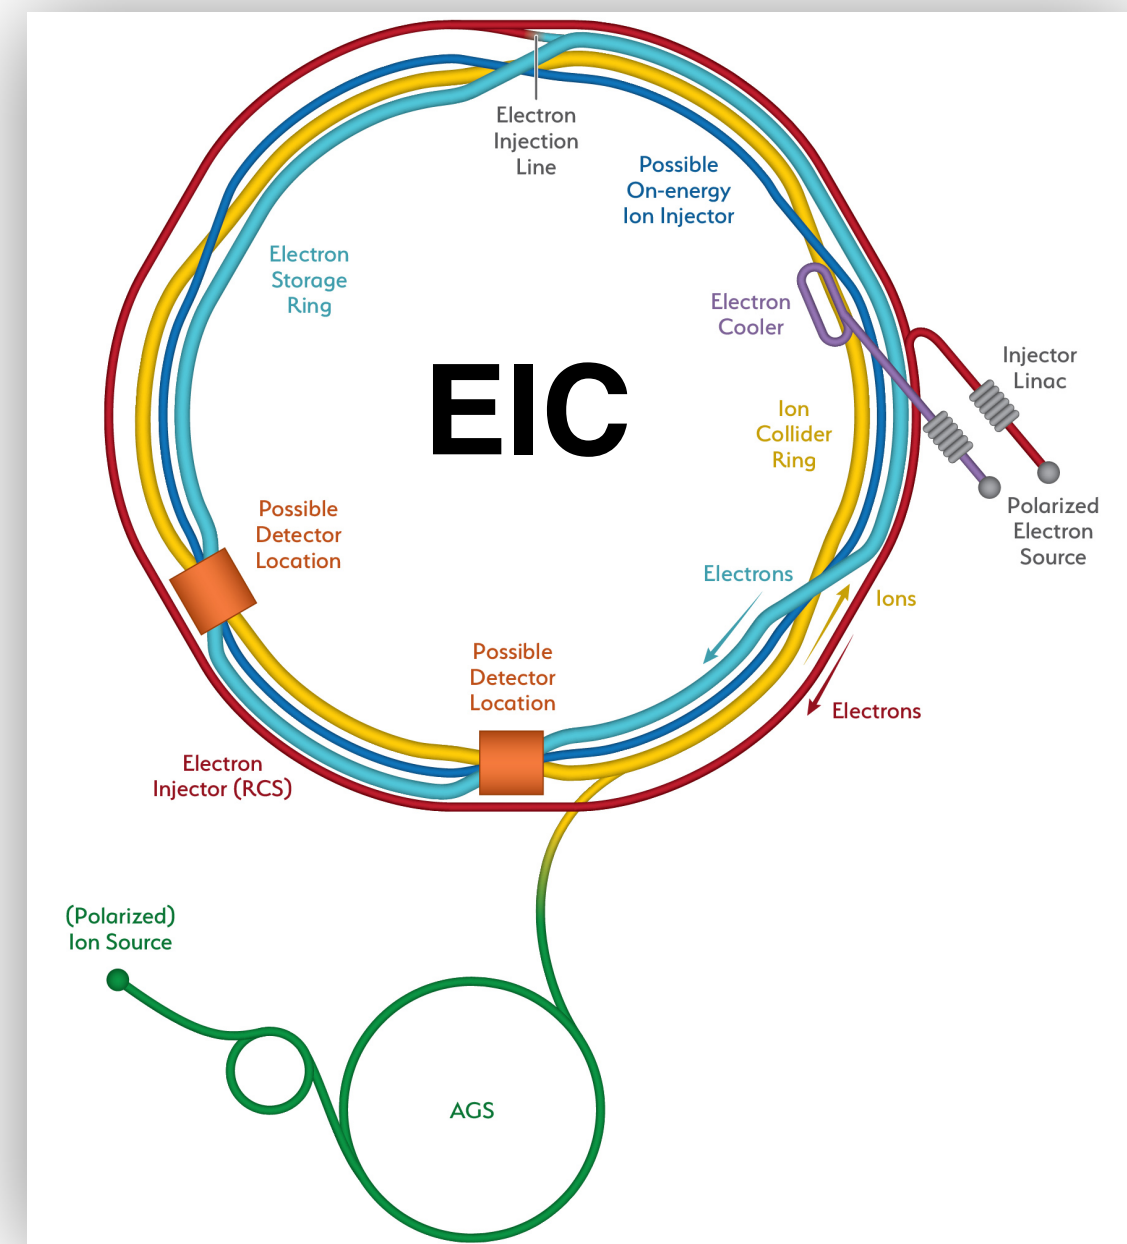 Electron
Injection
Line
Possible
On-energy
Ion Injector
Electron
Storage
Ring
Electron
Cooler
Injector
Linac
EIC
Ion
Collider
Ring
Possible
Detector
Location
Polarized
Electron
Source
Electrons
Ions
Possible
Detector
Location
Electrons
Electron
Injector (RCS)
(Polarized)
Ion Source
AGS